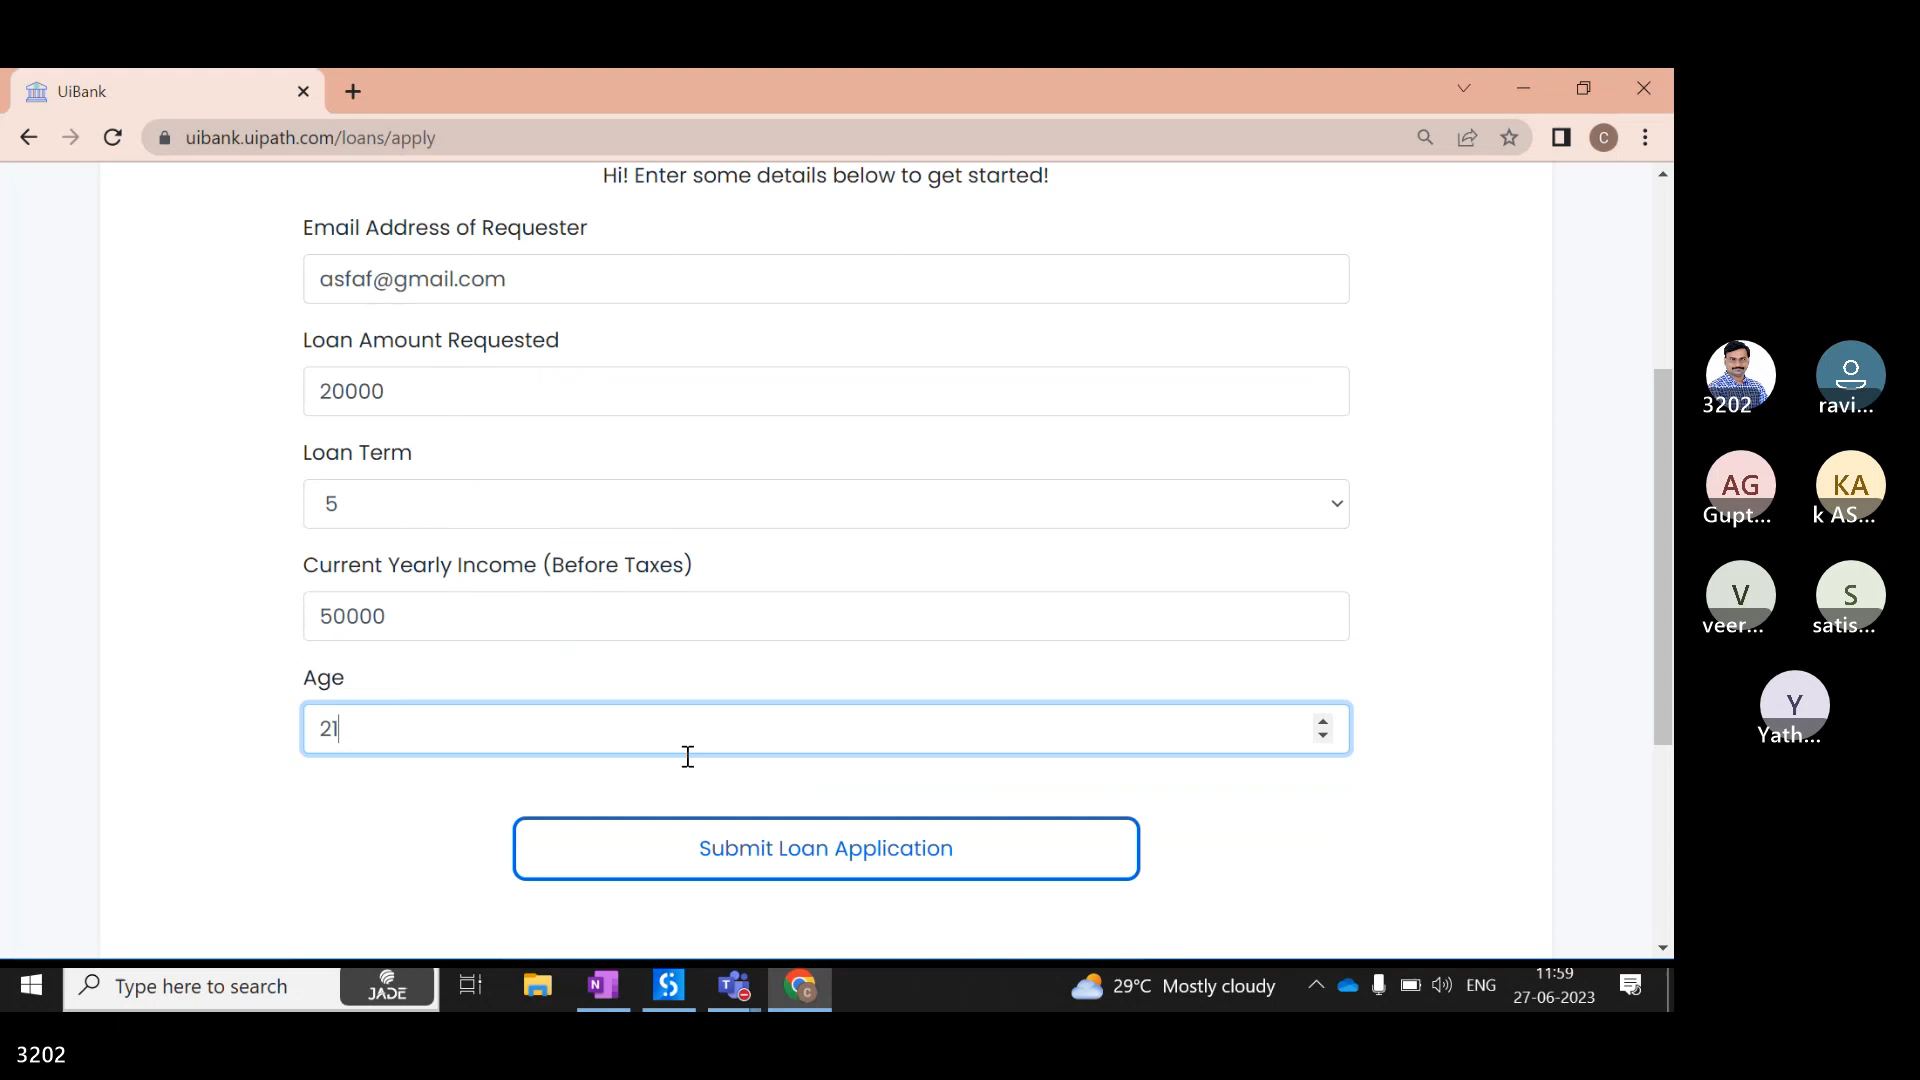 UiBank
uibank.uipath.com/loans/apply
C
Hi! Enter some details below to get started!
Email Address of Requester
asfaf@gmail.com
Loan Amount Requested
20000
Loan Term
5
Current Yearly Income (Before Taxes)
50000
Age
21
Submit Loan Application
3202
ravi...
AG
Gupt...
KA
k AS...
V
veer...
S
satis...
Y
Yath...
Type here to search
JADE
29°C Mostly cloudy
ENG
11:59
27-06-2023
3202